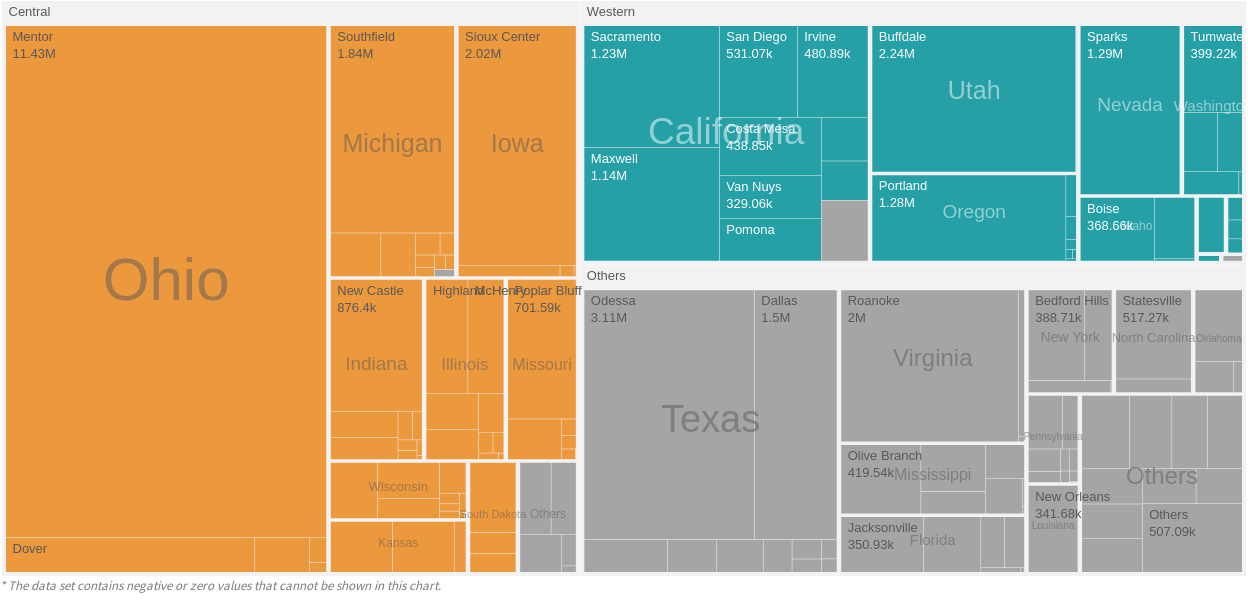 Central
Mentor
11.43M
Ohio
Dover
Southfield
1.84M
Michigan
Sioux Center
2.02M
Iowa
New Castle
876.4k
Indiana
Highland
McHenry
Illinois
Poplar Bluff
701.59k
Missouri
Wisconsin
Kansas
South Dakota
Others
Western
Sacramento
1.23M
San Diego
531.07k
Irvine
480.89k
California
Costa Mesa
438.85k
Maxwell
1.14M
Van Nuys
329.06k
Pomona
Buffdale
2.24M
Utah
Portland
1.28M
Oregon
Sparks
1.29M
Nevada
Tumwate
399.22k
Washingto
Boise
368.66k
Idaho
Others
Odessa
3.11M
Dallas
1.5M
Texas
Roanoke
2M
Virginia
Olive Branch
419.54k
Mississippi
Jacksonville
350.93k
Florida
Bedford Hills
388.71k
New York
Statesville
517.27k
North Carolina
Oklahoma
Pennsylvania
New Orleans
341.68k
Louisiana
Others
Others
507.09k
* The data set contains negative or zero values that cannot be shown in this chart.